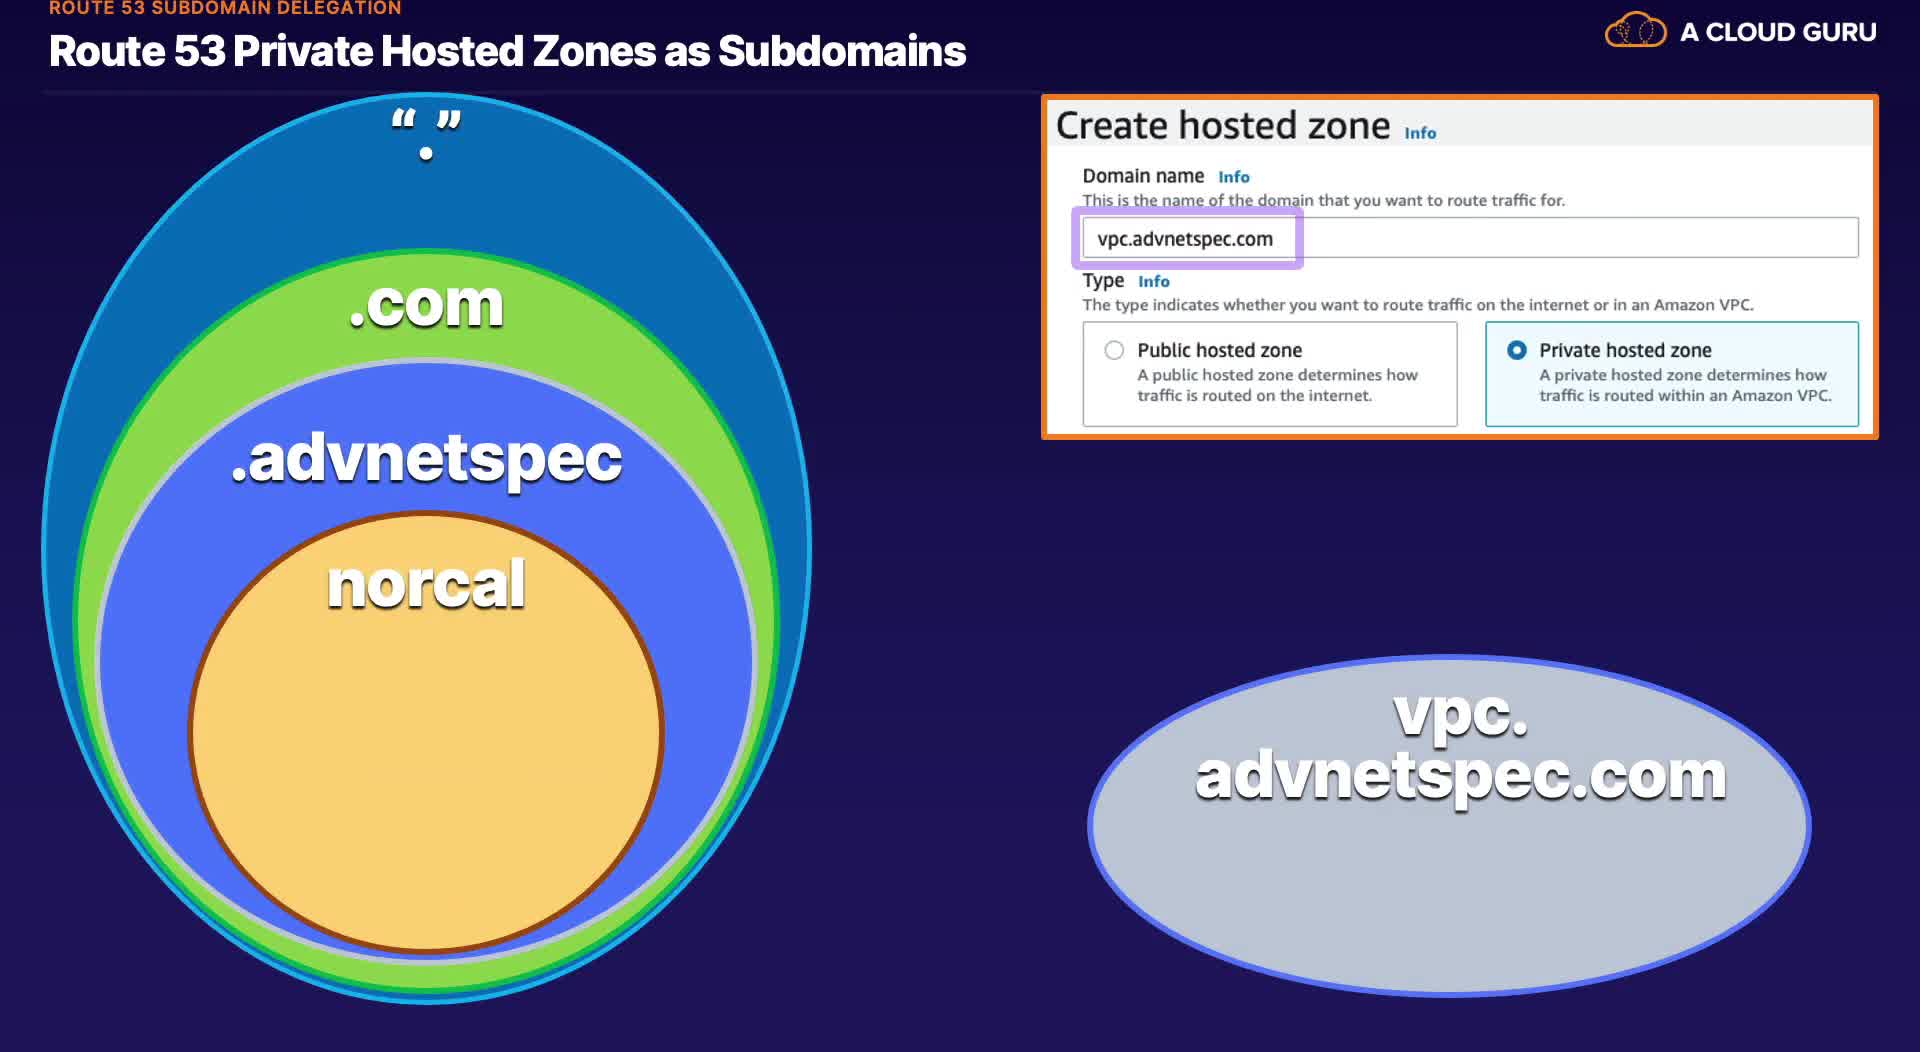 ROUTE 53 SUBDOMAIN DELEGATION
Route 53 Private Hosted Zones as Subdomains
A CLOUD GURU
“.”
.com
.advnetspec
norcal
Create hosted zone Info
Domain name Info
This is the name of the domain that you want to route traffic for.
vpc.advnetspec.com
Type Info
The type indicates whether you want to route traffic on the internet or in an Amazon VPC.
Public hosted zone
A public hosted zone determines how
traffic is routed on the internet.
Private hosted zone
A private hosted zone determines how
traffic is routed within an Amazon VPC.
vpc.
advnetspec.com